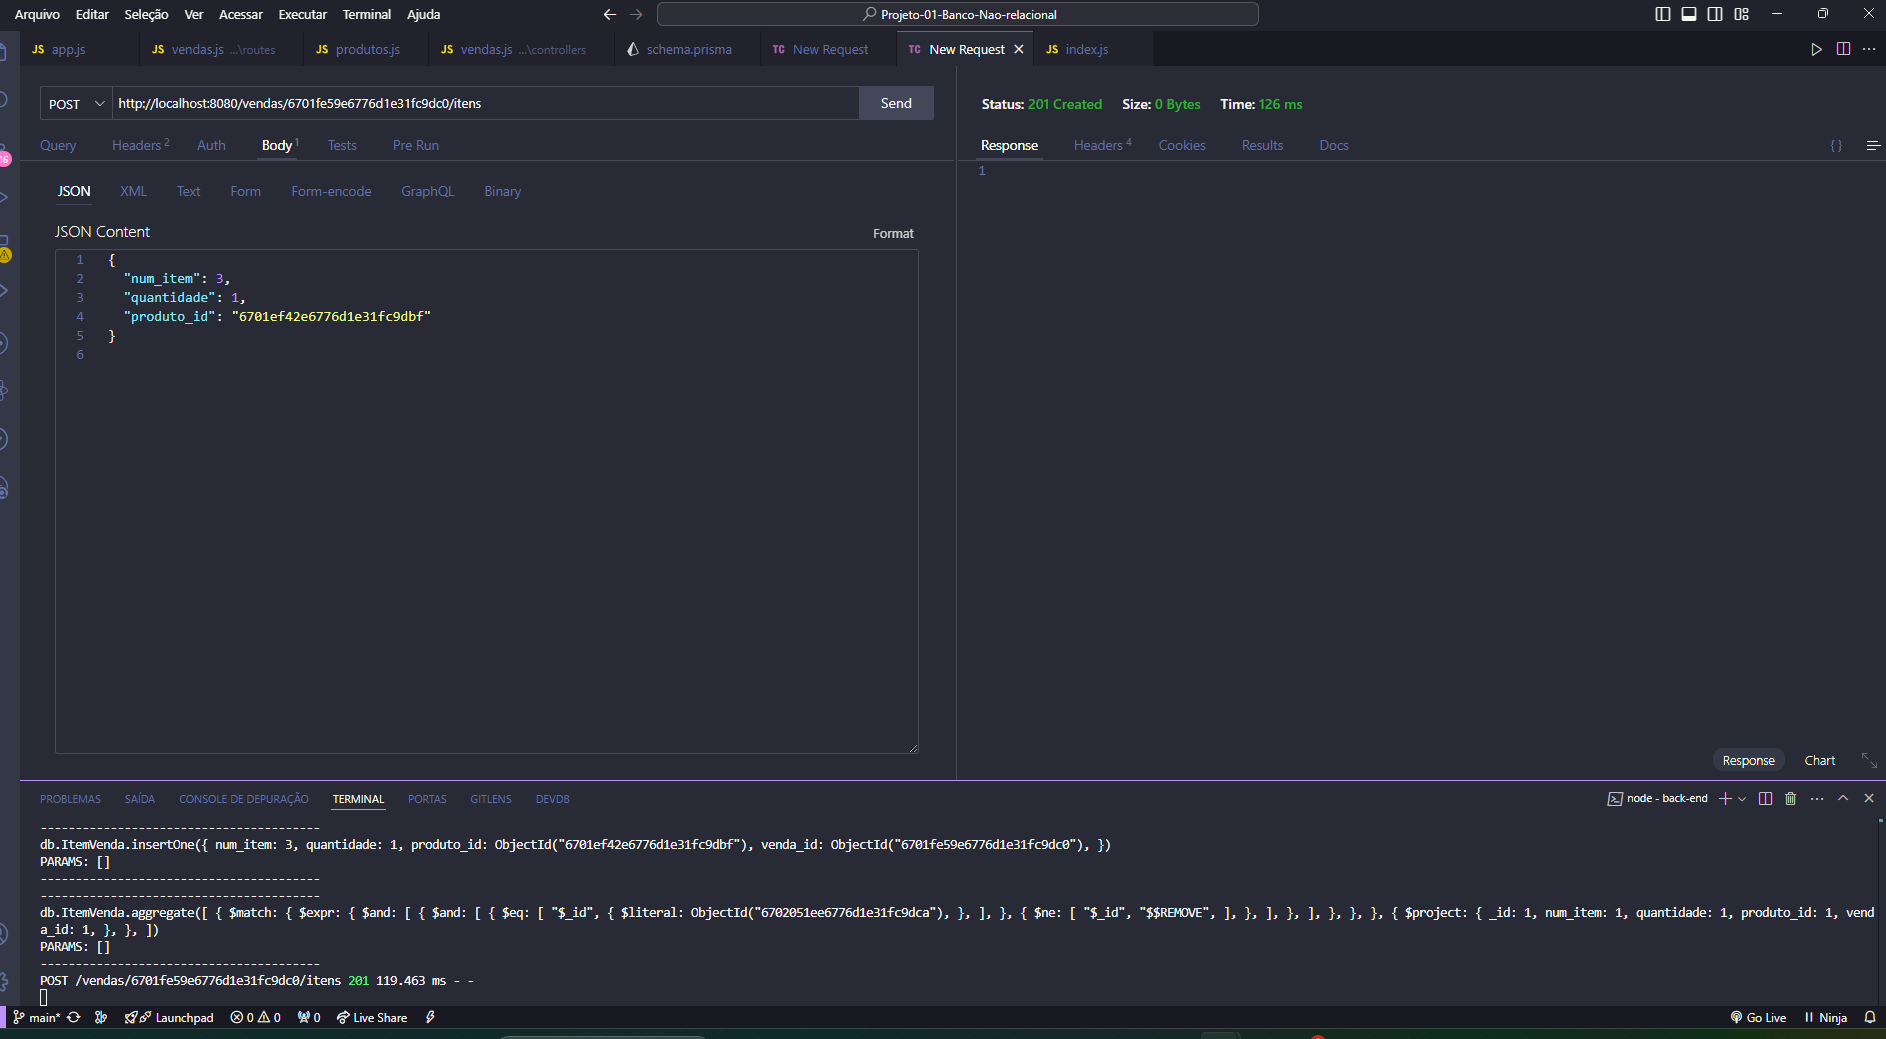 Arquivo Editar Seleção Ver Acessar Executar Terminal Ajuda
Projeto-01-Banco-Nao-relacional
JS app.js
JS vendas.js ...\routes
JS produtos.js
JS vendas.js ...\controllers
schema.prisma
TC New Request
TC New Request
JS index.js
POST http://localhost:8080/vendas/6701fe59e6776d1e31fc9dc0/itens Send
Status: 201 Created Size: 0 Bytes Time: 126 ms
Query Headers 2 Auth Body 1 Tests Pre Run
Response Headers 4 Cookies Results Docs { }
16
JSON XML Text Form Form-encode GraphQL Binary
1
JSON Content
Format
1 {
2 "num_item": 3,
3 "quantidade": 1,
4 "produto_id": "6701ef42e6776d1e31fc9dbf"
5 }
6
Response Chart
PROBLEMAS SAÍDA CONSOLE DE DEPURAÇÃO TERMINAL PORTAS GITLENS DEVDB
node - back-end
----------------------------------------
db.ItemVenda.insertOne({ num_item: 3, quantidade: 1, produto_id: ObjectId("6701ef42e6776d1e31fc9dbf"), venda_id: ObjectId("6701fe59e6776d1e31fc9dc0"), })
PARAMS: []
----------------------------------------
----------------------------------------
db.ItemVenda.aggregate([ { $match: { $expr: { $and: [ { $and: [ { $eq: [ "$_id", { $literal: ObjectId("6702051ee6776d1e31fc9dca"), }, ], }, { $ne: [ "$_id", "$$REMOVE", ], }, ], }, ], }, }, }, { $project: { _id: 1, num_item: 1, quantidade: 1, produto_id: 1, vend
a_id: 1, }, }, ])
PARAMS: []
----------------------------------------
POST /vendas/6701fe59e6776d1e31fc9dc0/itens 201 119.463 ms - -
main* Launchpad 0 0 0 Live Share
Go Live Ninja